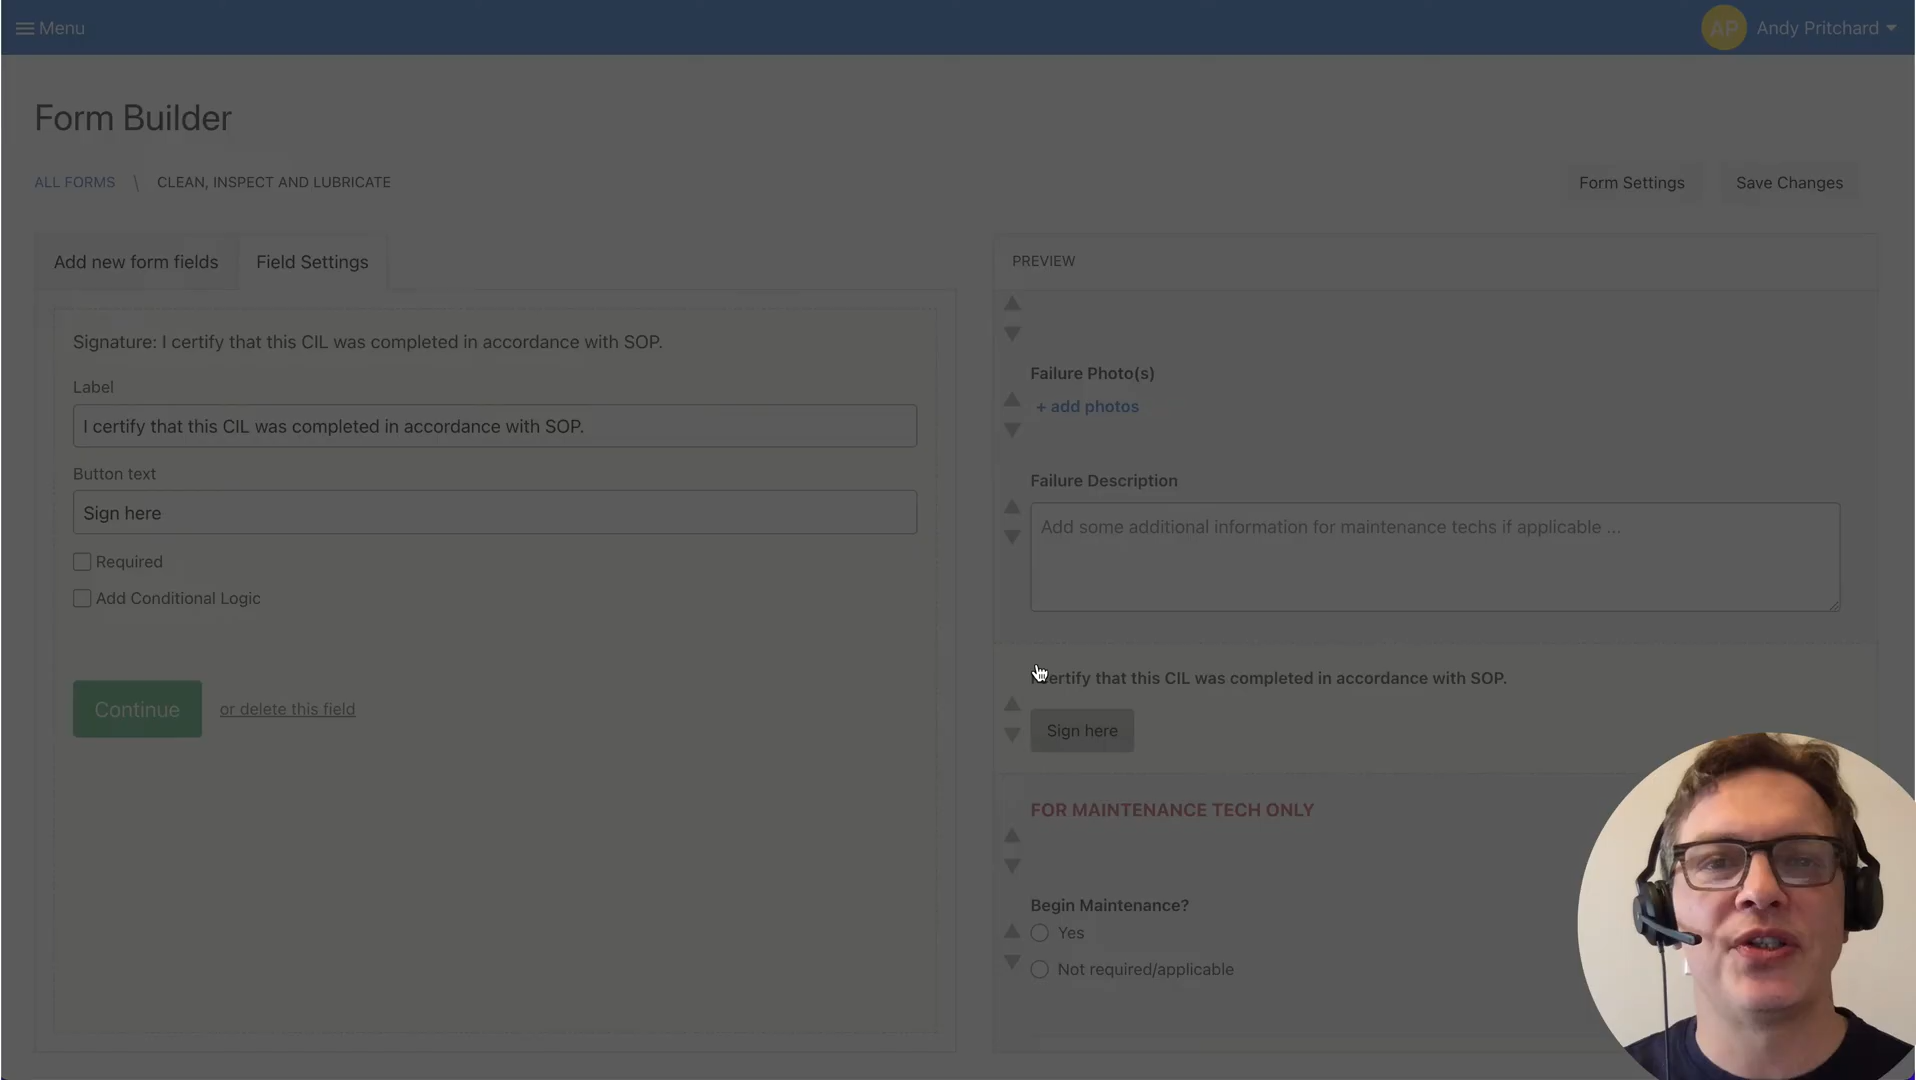 Menu
AP
Andy Pritchard
Form Builder
ALL FORMS \ CLEAN, INSPECT AND LUBRICATE
Form Settings
Save Changes
Add new form fields
Field Settings
Signature: I certify that this CIL was completed in accordance with SOP.
Label
I certify that this CIL was completed in accordance with SOP.
Button text
Sign here
Required
Add Conditional Logic
Continue
or delete this field
PREVIEW
Failure Photo(s)
+ add photos
Failure Description
Add some additional information for maintenance techs if applicable ...
I certify that this CIL was completed in accordance with SOP.
Sign here
FOR MAINTENANCE TECH ONLY
Begin Maintenance?
Yes
Not required/applicable